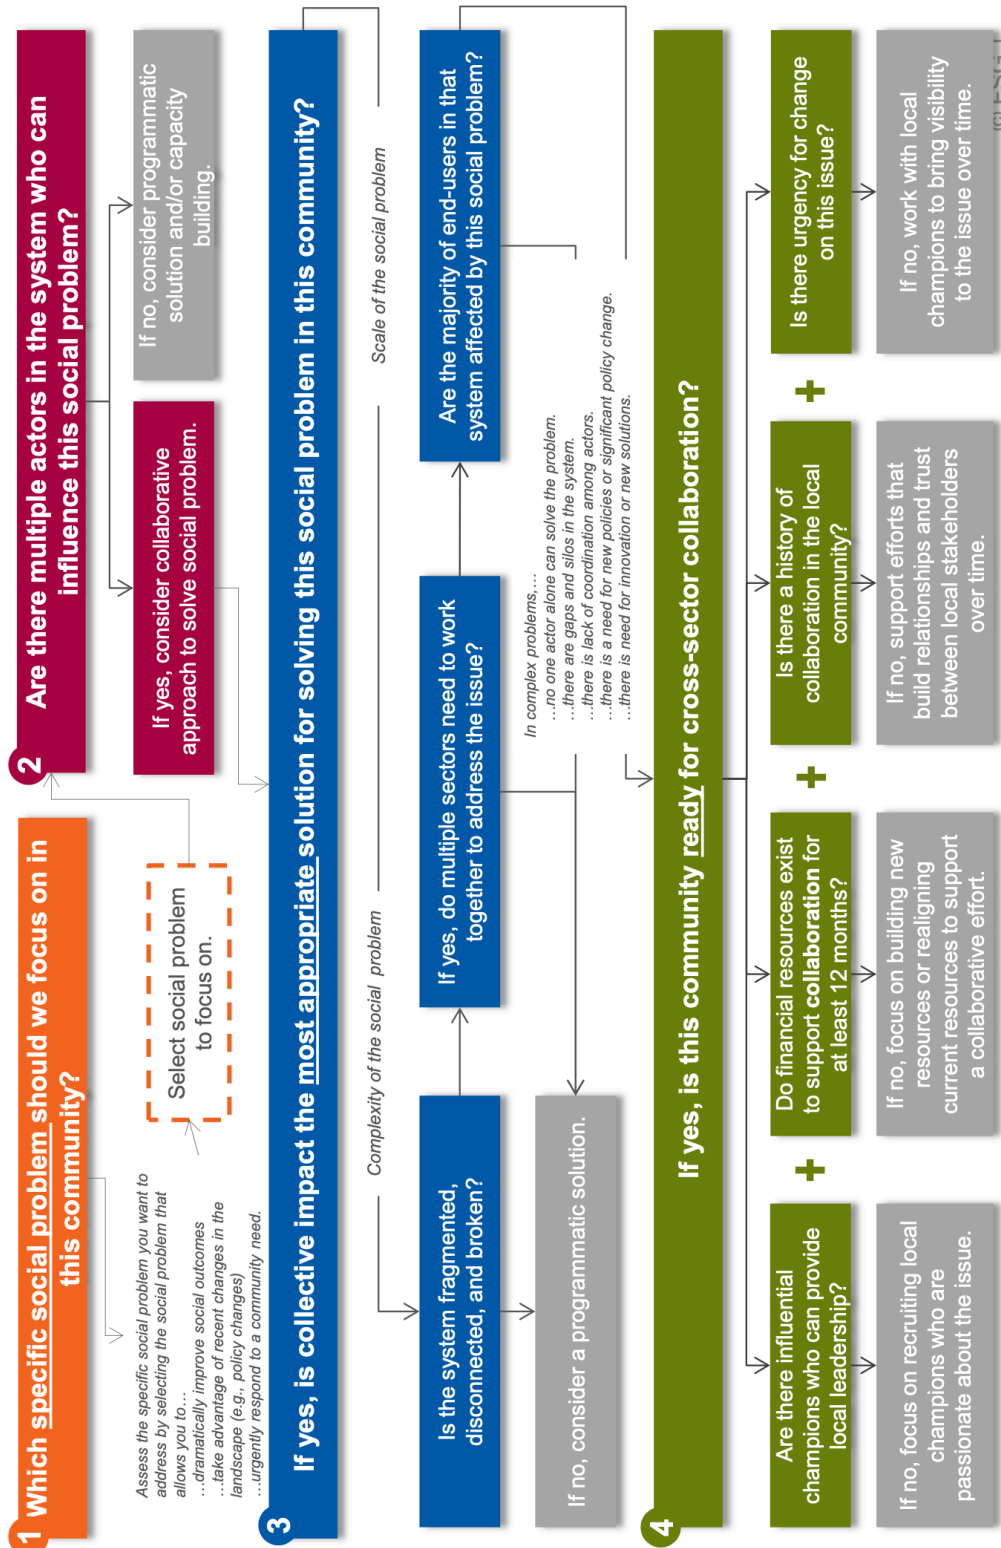 1 Which specific social problem should we focus on in
this community?
Assess the specific social problem you want to
address by selecting the social problem that
allows you to…
…dramatically improve social outcomes
…take advantage of recent changes in the
landscape (e.g., policy changes)
…urgently respond to a community need.
Select social problem
to focus on.
2 Are there multiple actors in the system who can
influence this social problem?
If yes, consider collaborative
approach to solve social problem.
If no, consider programmatic
solution and/or capacity
building.
3 If yes, is collective impact the most appropriate solution for solving this social problem in this community?
Complexity of the social problem
Scale of the social problem
Is the system fragmented,
disconnected, and broken?
If yes, do multiple sectors need to work
together to address the issue?
Are the majority of end-users in that
system affected by this social problem?
If no, consider a programmatic solution.
In complex problems,…
…no one actor alone can solve the problem.
…there are gaps and silos in the system.
…there is lack of coordination among actors.
…there is a need for new policies or significant policy change.
…there is need for innovation or new solutions.
4 If yes, is this community ready for cross-sector collaboration?
Are there influential
champions who can provide
local leadership?
+
Do financial resources exist
to support collaboration for
at least 12 months?
+
Is there a history of
collaboration in the local
community?
+
Is there urgency for change
on this issue?
If no, focus on recruiting local
champions who are
passionate about the issue.
If no, focus on building new
resources or realigning
current resources to support
a collaborative effort.
If no, support efforts that
build relationships and trust
between local stakeholders
over time.
If no, work with local
champions to bring visibility
to the issue over time.